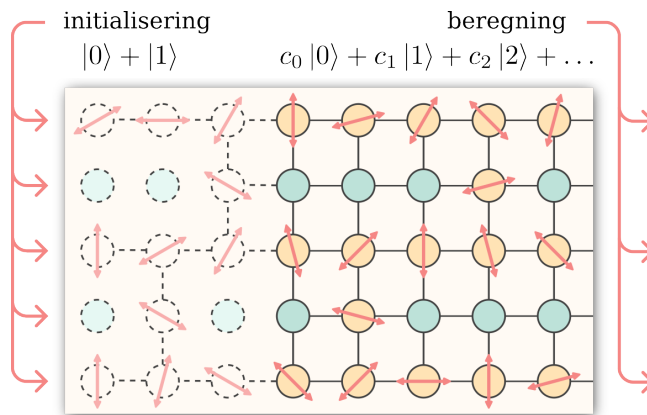 initialisering
beregning
|0⟩ + |1⟩
c₀ |0⟩ + c₁ |1⟩ + c₂ |2⟩ + …